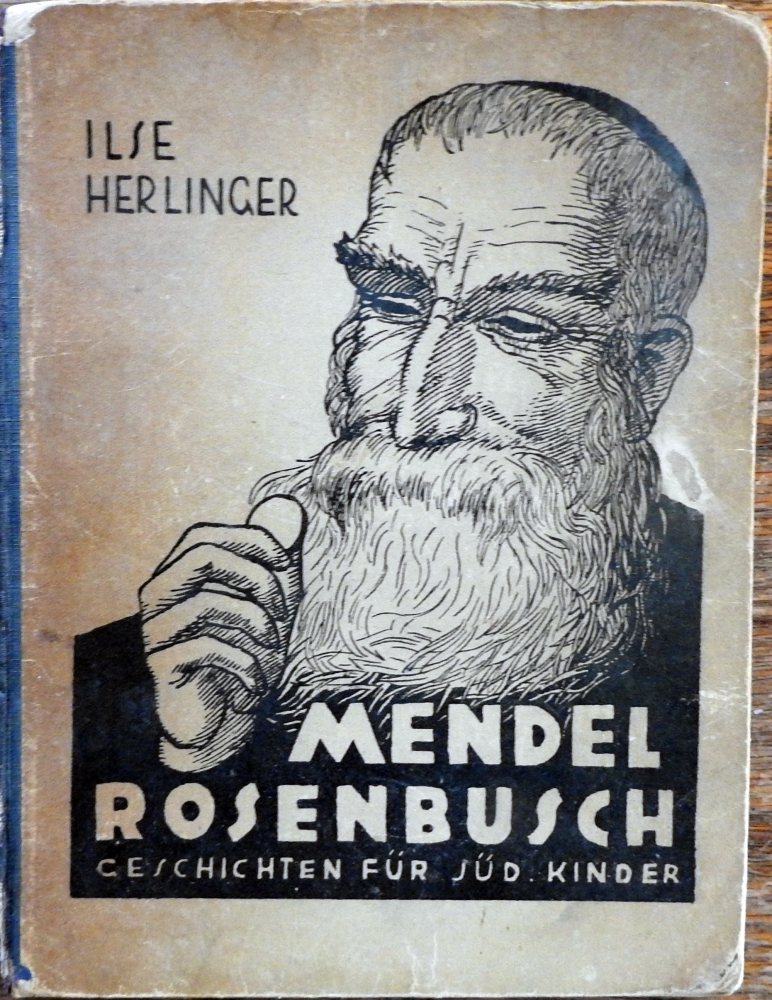 ILSE
HERLINGER
MENDEL
ROSENBUSCH
GESCHICHTEN FÜR JÜD. KINDER